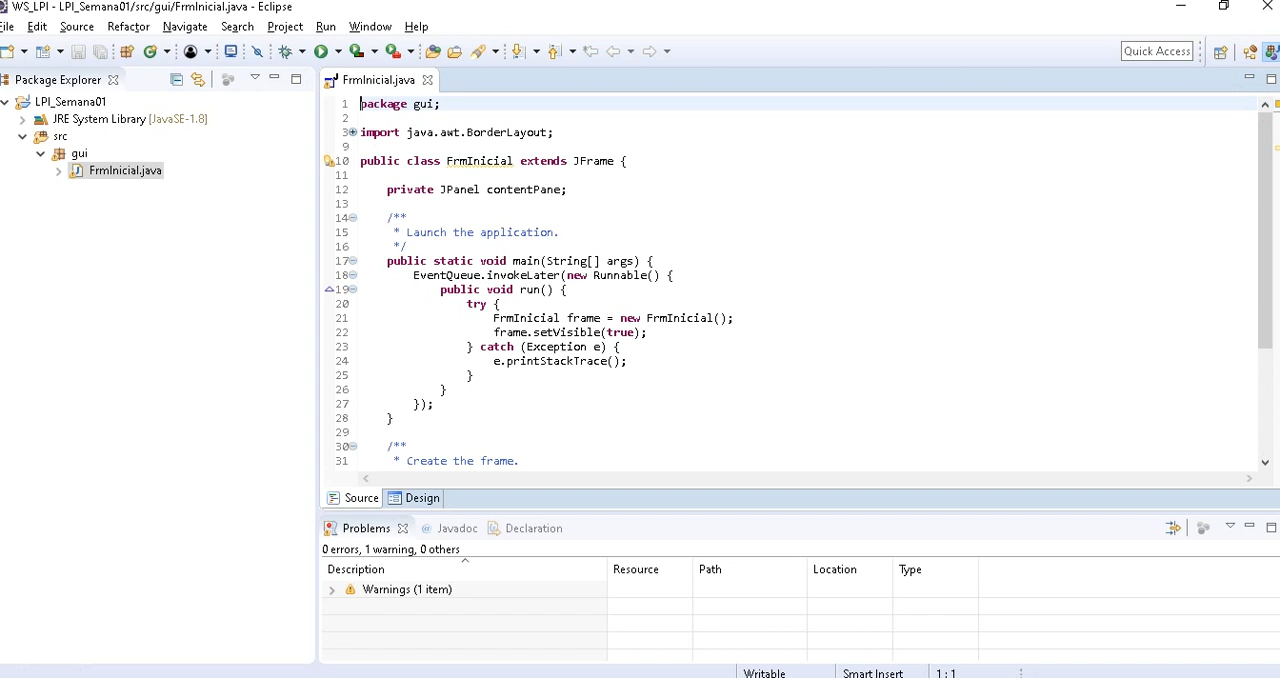 WS_LPI - LPI_Semana01/src/gui/FrmInicial.java - Eclipse
File Edit Source Refactor Navigate Search Project Run Window Help
Quick Access
Package Explorer
LPI_Semana01
JRE System Library [JavaSE-1.8]
src
gui
FrmInicial.java
FrmInicial.java
1 package gui;
2
3 import java.awt.BorderLayout;
9
10 public class FrmInicial extends JFrame {
11
12 private JPanel contentPane;
13
14 /**
15 * Launch the application.
16 */
17 public static void main(String[] args) {
18 EventQueue.invokeLater(new Runnable() {
19 public void run() {
20 try {
21 FrmInicial frame = new FrmInicial();
22 frame.setVisible(true);
23 } catch (Exception e) {
24 e.printStackTrace();
25 }
26 }
27 });
28 }
29
30 /**
31 * Create the frame.
Source Design
Problems @ Javadoc Declaration
0 errors, 1 warning, 0 others
Description Resource Path Location Type
Warnings (1 item)
Writable Smart Insert 1 : 1